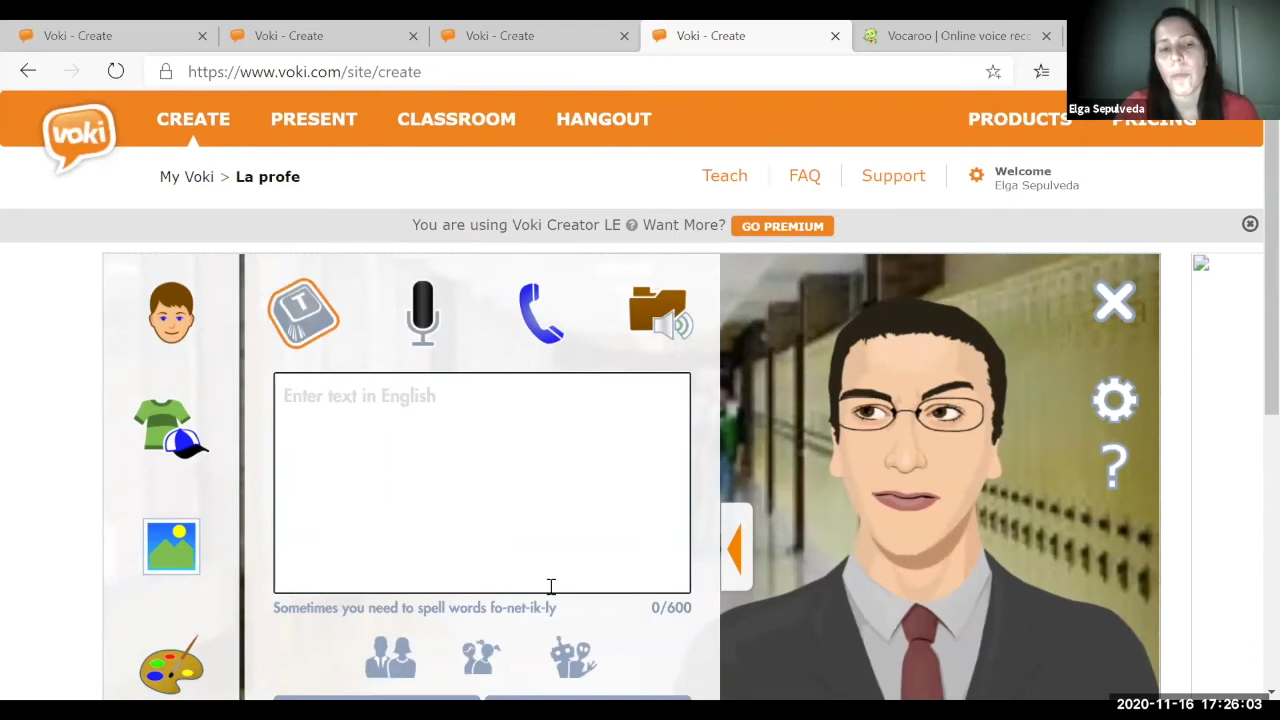 Voki - Create
Voki - Create
Voki - Create
Voki - Create
Vocaroo | Online voice reco
https://www.voki.com/site/create
Elga Sepulveda
voki
CREATE
PRESENT
CLASSROOM
HANGOUT
PRODUCTS
PRICING
My Voki > La profe
Teach
FAQ
Support
Welcome
Elga Sepulveda
You are using Voki Creator LE ? Want More?
GO PREMIUM
T
?
Enter text in English
Sometimes you need to spell words fo-net-ik-ly
0/600
2020-11-16 17:26:03